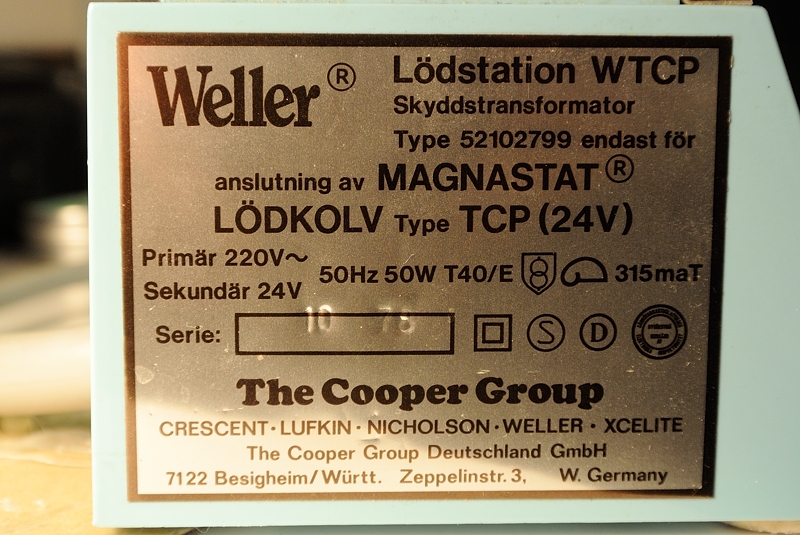 Weller® Lödstation WTCP
Skyddstransformator
Type 52102799 endast för
anslutning av MAGNASTAT®
LÖDKOLV Type TCP (24V)
Primär 220V~
Sekundär 24V
50Hz 50W T40/E 315maT
Serie: 10 78
S D
The Cooper Group
CRESCENT · LUFKIN · NICHOLSON · WELLER · XCELITE
The Cooper Group Deutschland GmbH
7122 Besigheim/Württ. Zeppelinstr. 3, W. Germany